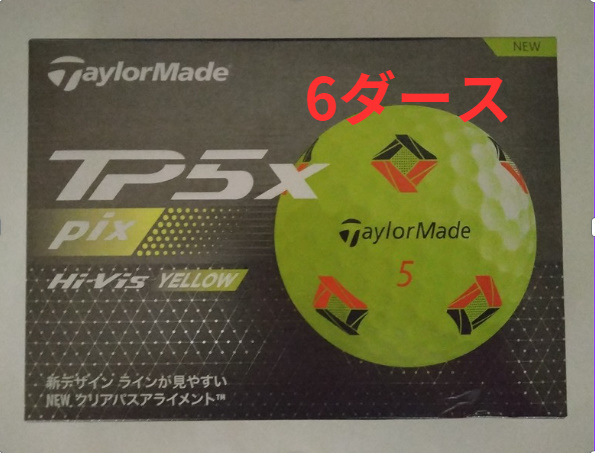 NEW
TaylorMade
6ダース
TP5x
pix
Hi-Vis YELLOW
TaylorMade
5
新デザイン ラインが見やすい
NEW クリアパスアライメント™